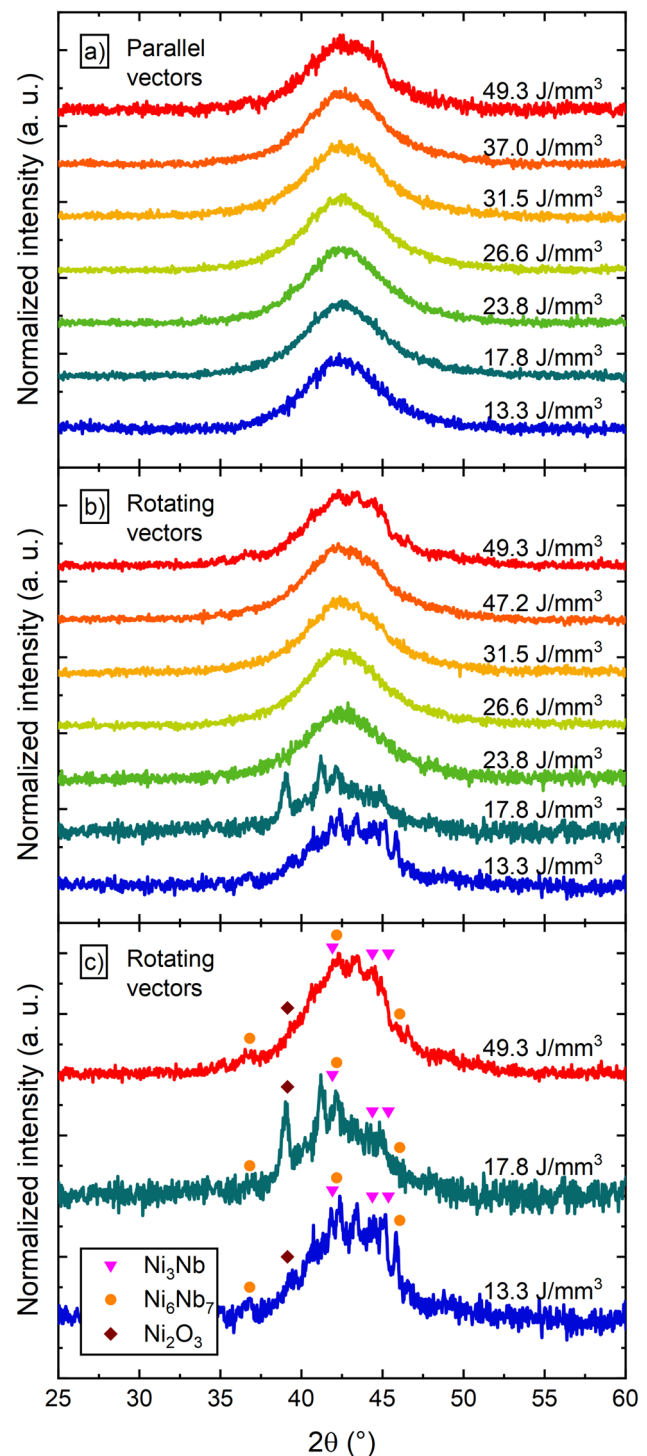 a) Parallel
vectors
49.3 J/mm³
37.0 J/mm³
31.5 J/mm³
26.6 J/mm³
23.8 J/mm³
17.8 J/mm³
13.3 J/mm³
Normalized intensity (a. u.)
b) Rotating
vectors
49.3 J/mm³
47.2 J/mm³
31.5 J/mm³
26.6 J/mm³
23.8 J/mm³
17.8 J/mm³
13.3 J/mm³
Normalized intensity (a. u.)
c) Rotating
vectors
49.3 J/mm³
17.8 J/mm³
13.3 J/mm³
Ni₃Nb
Ni₆Nb₇
Ni₂O₃
Normalized intensity (a. u.)
25 30 35 40 45 50 55 60
2θ (°)